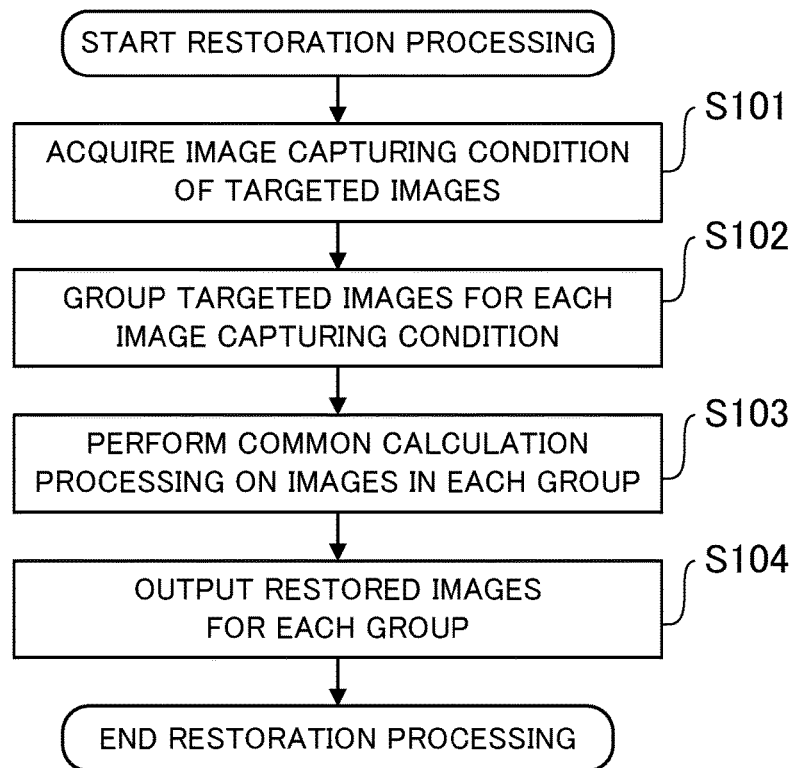 START RESTORATION PROCESSING
S101
ACQUIRE IMAGE CAPTURING CONDITION
OF TARGETED IMAGES
S102
GROUP TARGETED IMAGES FOR EACH
IMAGE CAPTURING CONDITION
S103
PERFORM COMMON CALCULATION
PROCESSING ON IMAGES IN EACH GROUP
S104
OUTPUT RESTORED IMAGES
FOR EACH GROUP
END RESTORATION PROCESSING